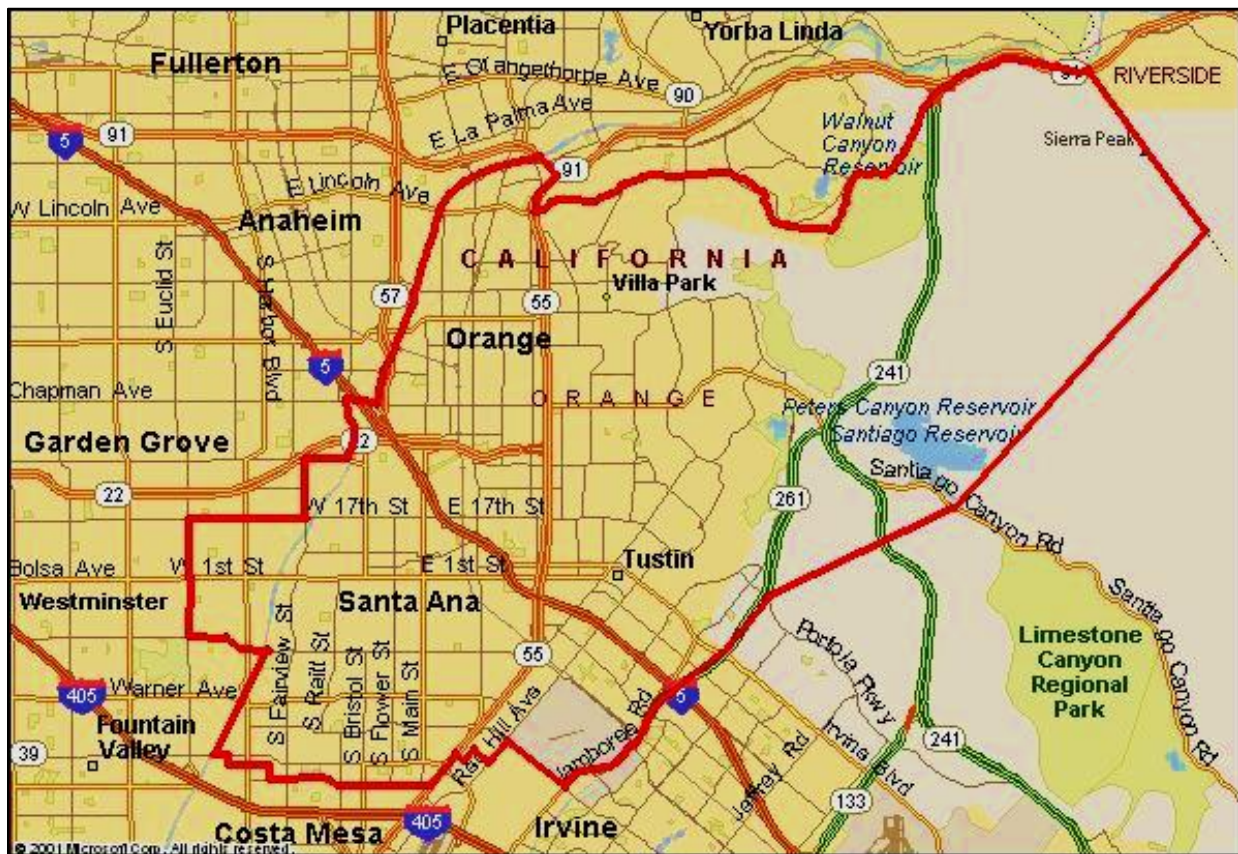 Placentia
Yorba Linda
Fullerton
E Orangethorpe Ave
91
RIVERSIDE
90
E La Palma Ave
91
5
Walnut
Canyon
Reservoir
Sierra Peak
91
E Lincoln Ave
W Lincoln Ave
Anaheim
S Euclid St
S Harbor Blvd
CALIFORNIA
Villa Park
57
55
Orange
5
241
Chapman Ave
ORANGE
Peters Canyon Reservoir
Santiago Reservoir
Garden Grove
22
22
261
Santiago Canyon Rd
W 17th St
E 17th St
Bolsa Ave
W 1st St
E 1st St
Tustin
Westminster
Santa Ana
Santiago Canyon Rd
S Fairview St
S Raitt St
S Bristol St
S Flower St
S Main St
55
Portola Pkwy
Limestone
Canyon
Regional
Park
405
Warner Ave
5
Fountain
Valley
39
Red Hill Ave
Jamboree Rd
Jeffrey Rd
Irvine Blvd
241
133
405
Costa Mesa
Irvine
© 2001 Microsoft Corp. All rights reserved.